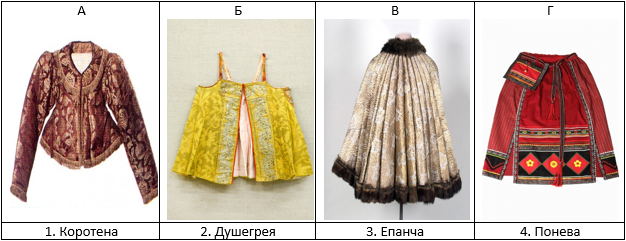 А Б В Г
1. Коротена 2. Душегрея 3. Епанча 4. Понева